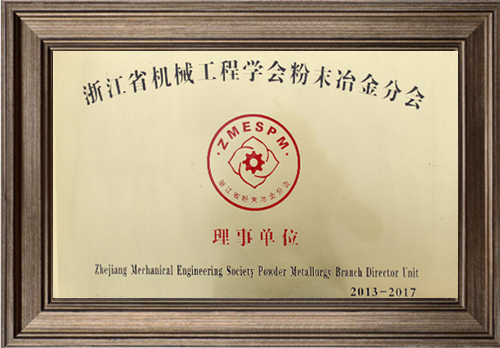 浙江省机械工程学会粉末冶金分会
·ZMESPM·
浙江省粉末冶金分会
理事单位
Zhejiang Mechanical Engineering Society Powder Metallurgy Branch Director Unit
2013-2017